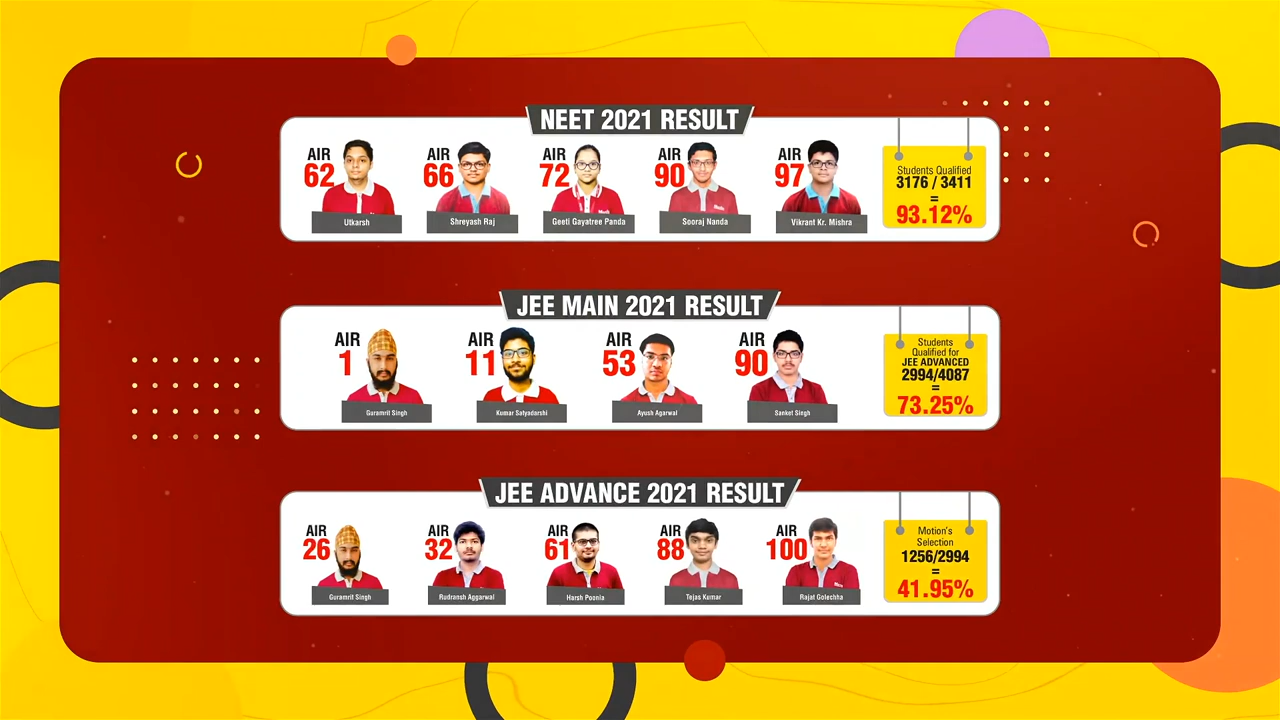 NEET 2021 RESULT
AIR
62
Utkarsh
AIR
66
Shreyash Raj
AIR
72
Geeti Gayatree Panda
AIR
90
Sooraj Nanda
AIR
97
Vikrant Kr. Mishra
Students Qualified
3176 / 3411
=
93.12%
JEE MAIN 2021 RESULT
AIR
1
Guramrit Singh
AIR
11
Kumar Satyadarshi
AIR
53
Ayush Agarwal
AIR
90
Sanket Singh
Students
Qualified for
JEE ADVANCED
2994/4087
=
73.25%
JEE ADVANCE 2021 RESULT
AIR
26
Guramrit Singh
AIR
32
Rudransh Aggarwal
AIR
61
Harsh Poonia
AIR
88
Tejas Kumar
AIR
100
Rajat Golechha
Motion's
Selection
1256/2994
=
41.95%